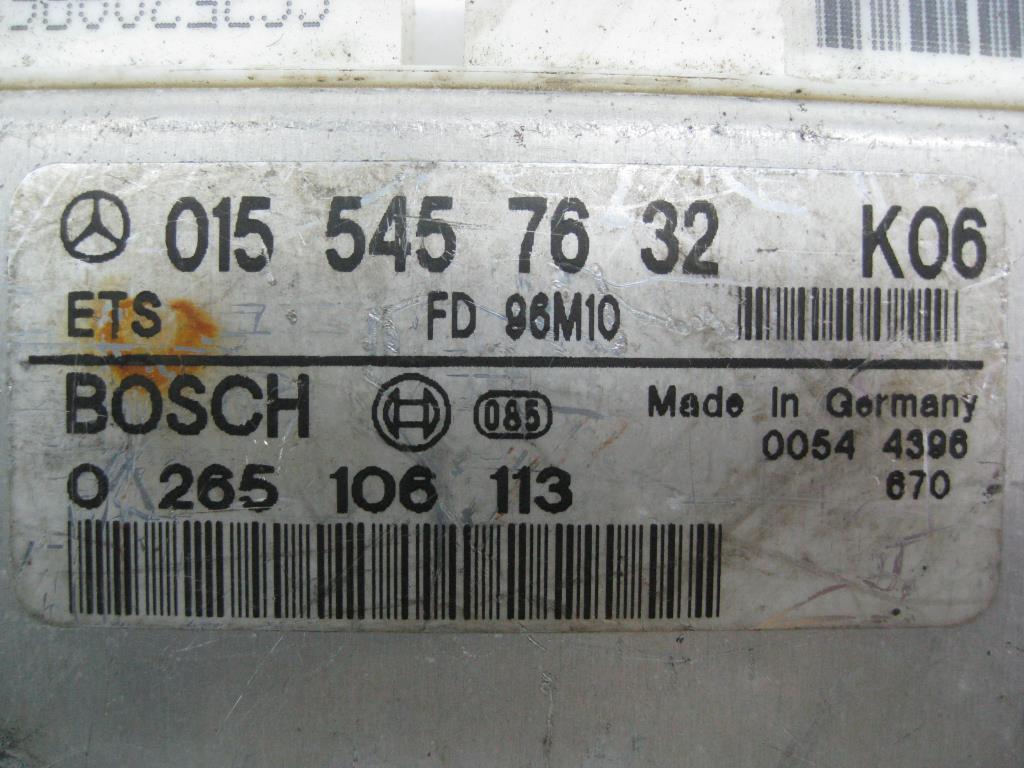 015 545 76 32 K06
ETS FD 96M10
BOSCH 085 Made In Germany
0054 4396
0 265 106 113 670